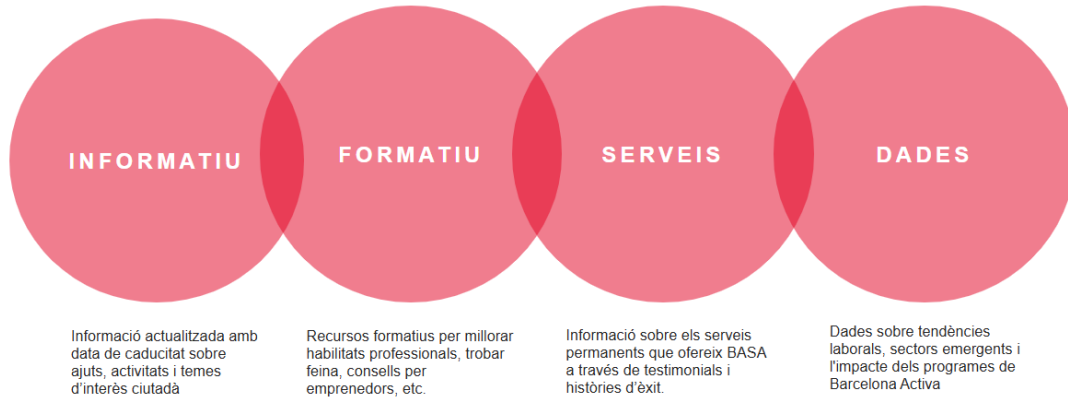 INFORMATIU
FORMATIU
SERVEIS
DADES
Informació actualitzada amb
data de caducitat sobre
ajuts, activitats i temes
d’interès ciutadà
Recursos formatius per millorar
habilitats professionals, trobar
feina, consells per
emprenedors, etc.
Informació sobre els serveis
permanents que ofereix BASA
a través de testimonials i
històries d’èxit.
Dades sobre tendències
laborals, sectors emergents i
l'impacte dels programes de
Barcelona Activa